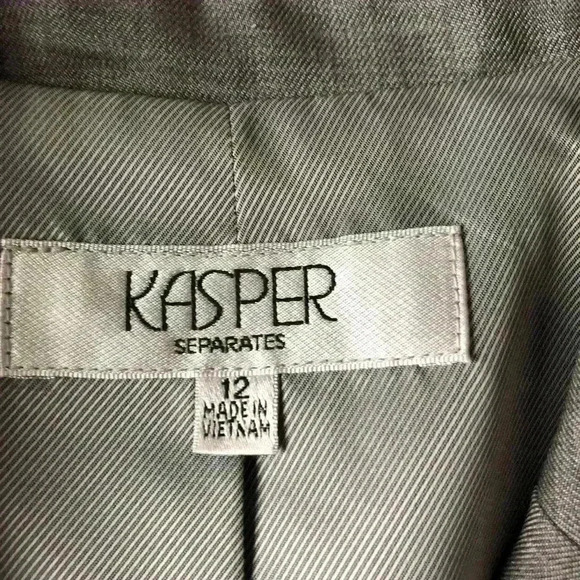 KASPER
SEPARATES
12
MADE IN
VIETNAM